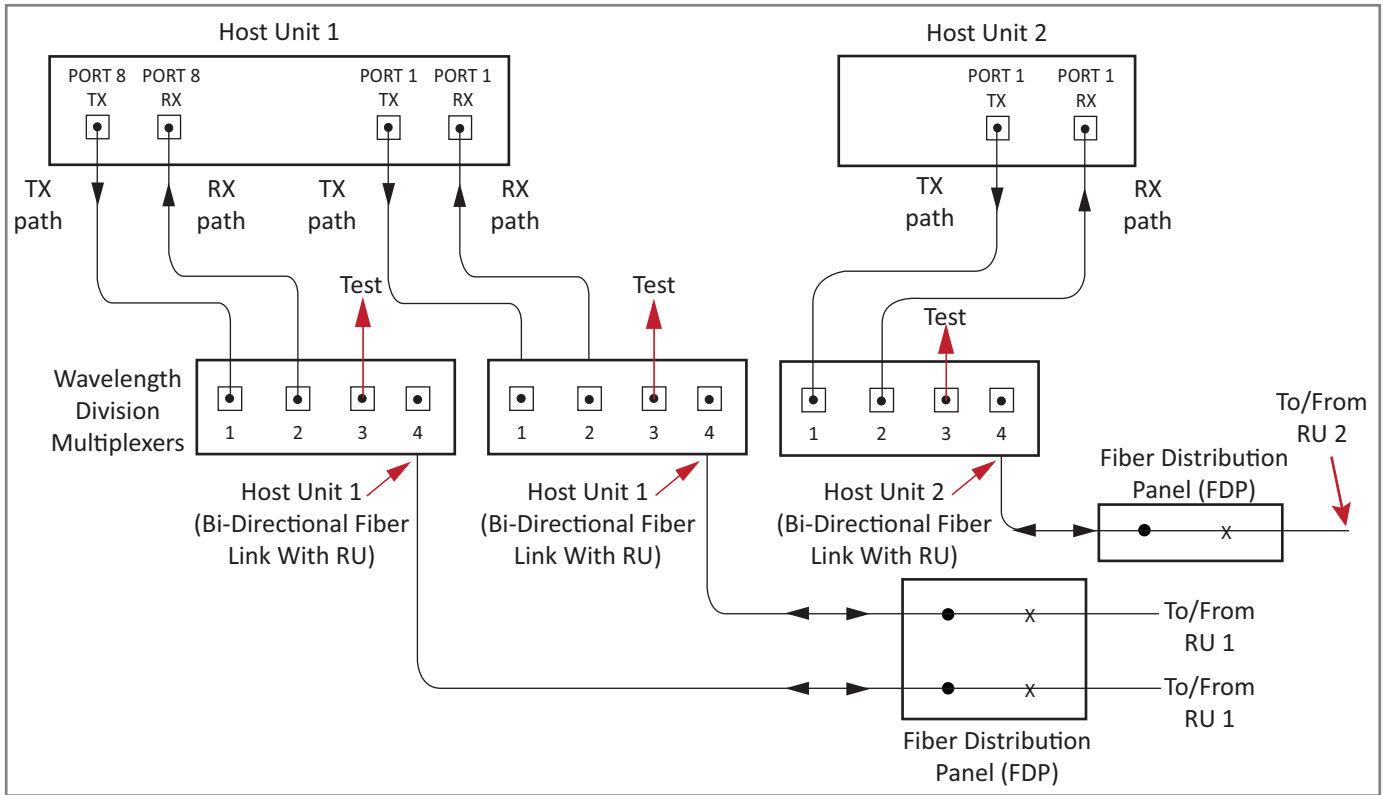 Host Unit 1
Host Unit 2
PORT 8 PORT 8
TX RX
PORT 1 PORT 1
TX RX
PORT 1 PORT 1
TX RX
TX
path
RX
path
TX
path
RX
path
TX
path
RX
path
Test
Test
Test
Wavelength
Division
Multiplexers
1 2 3 4
1 2 3 4
1 2 3 4
To/From
RU 2
Host Unit 1
(Bi-Directional Fiber
Link With RU)
Host Unit 1
(Bi-Directional Fiber
Link With RU)
Host Unit 2
(Bi-Directional Fiber
Link With RU)
Fiber Distribution
Panel (FDP)
X
X
To/From
RU 1
X
To/From
RU 1
Fiber Distribution
Panel (FDP)